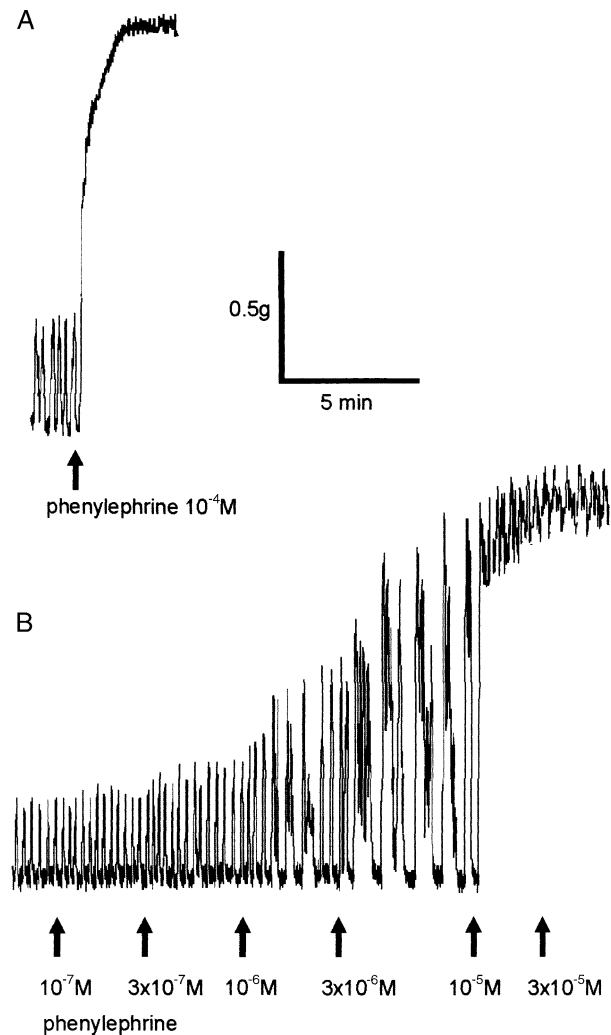 A
0.5g
5 min
phenylephrine 10⁻⁴M
B
10⁻⁷M 3x10⁻⁷M 10⁻⁶M 3x10⁻⁶M 10⁻⁵M 3x10⁻⁵M
phenylephrine